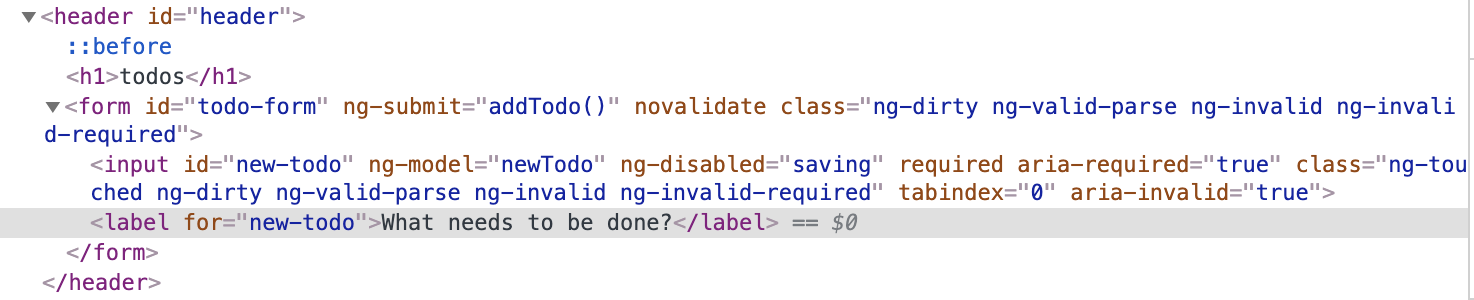 ▼<header id="header">
::before
<h1>todos</h1>
▼<form id="todo-form" ng-submit="addTodo()" novalidate class="ng-dirty ng-valid-parse ng-invalid ng-invali
d-required">
<input id="new-todo" ng-model="newTodo" ng-disabled="saving" required aria-required="true" class="ng-tou
ched ng-dirty ng-valid-parse ng-invalid ng-invalid-required" tabindex="0" aria-invalid="true">
<label for="new-todo">What needs to be done?</label> == $0
</form>
</header>